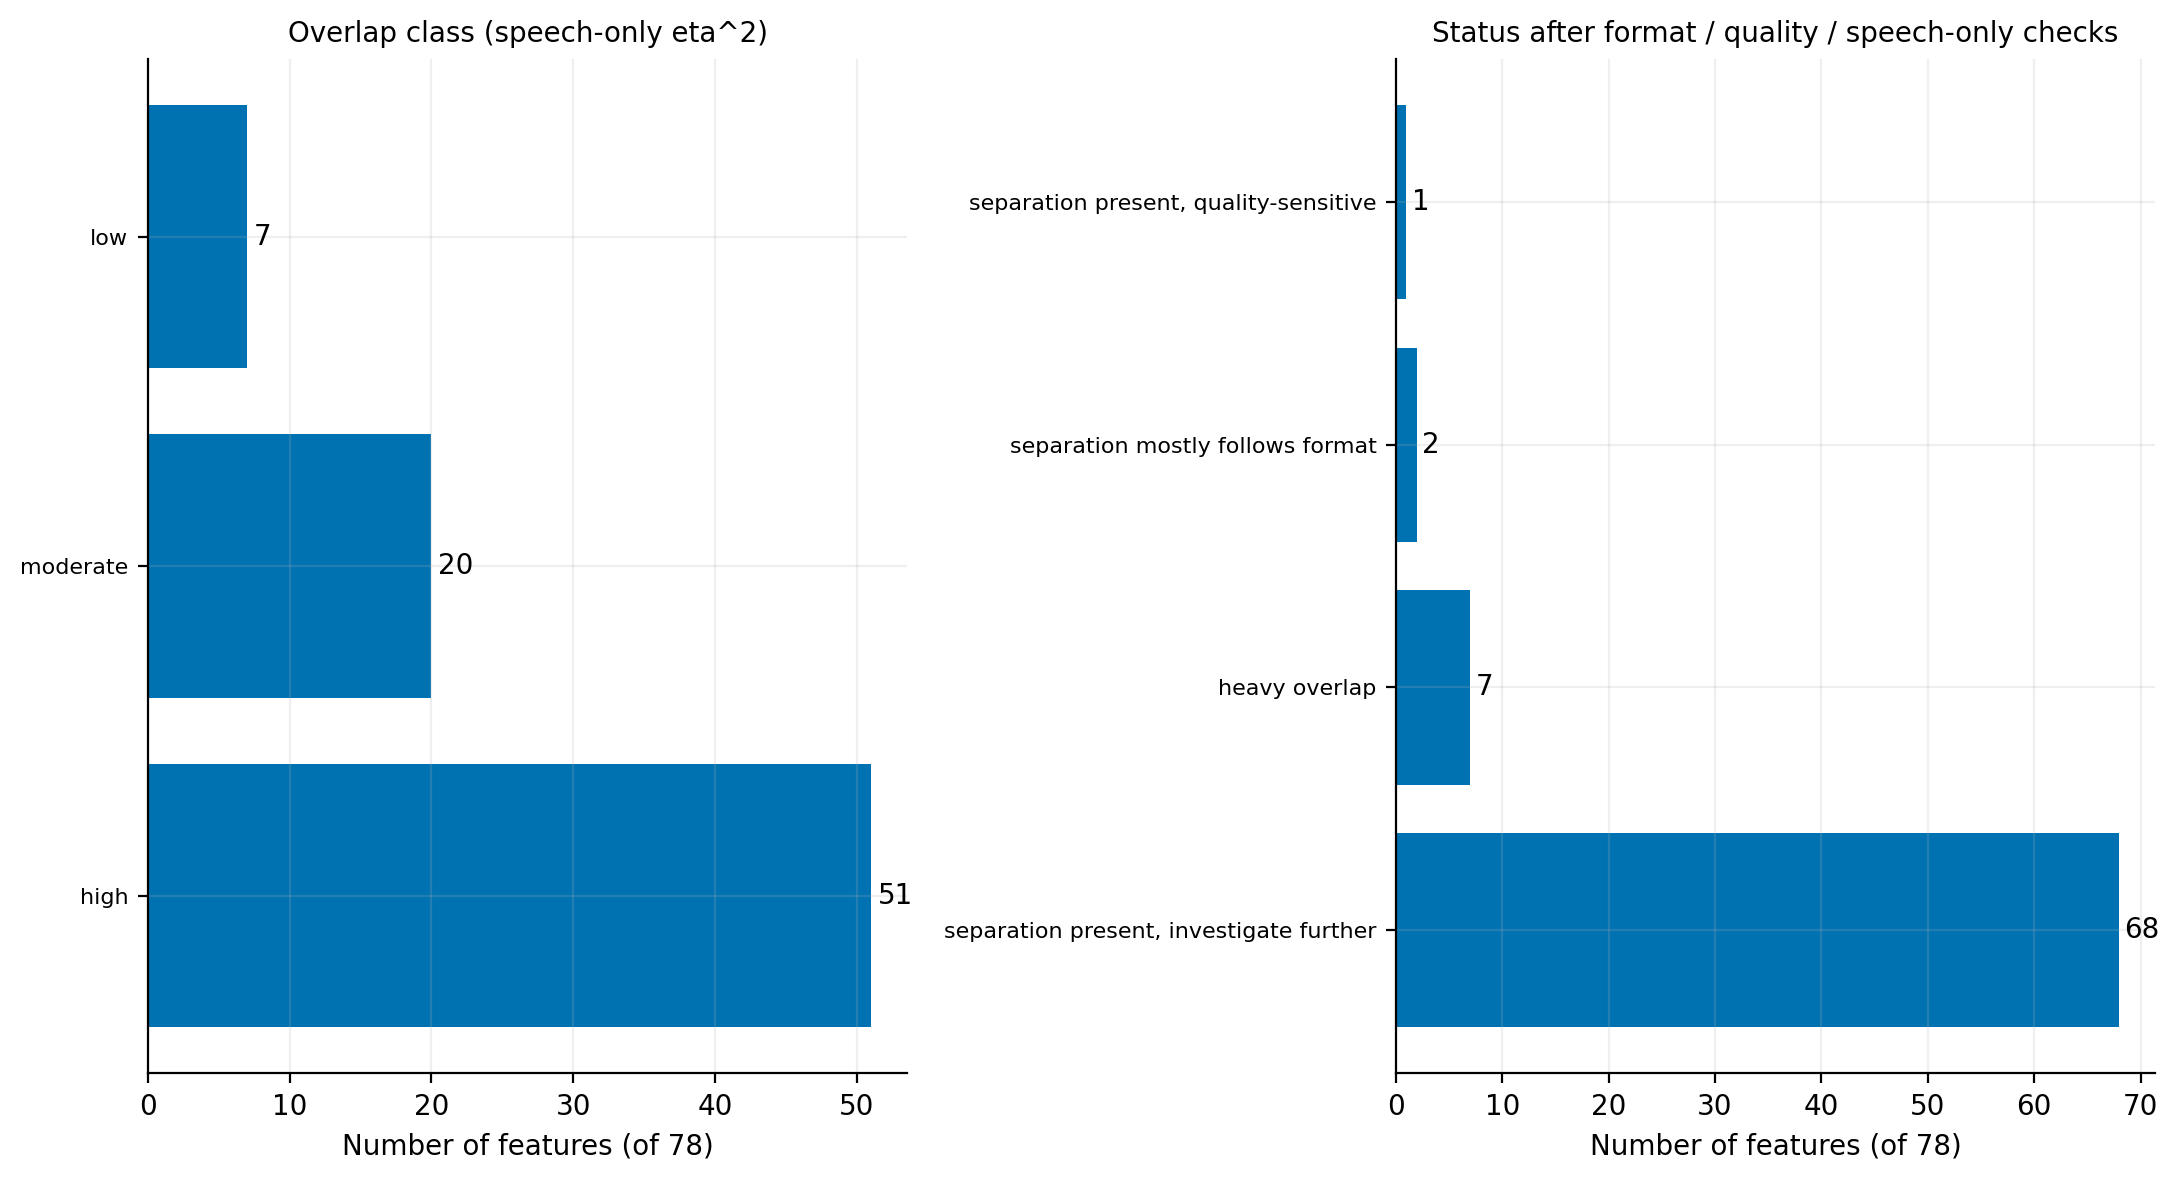 Overlap class (speech-only eta^2)
low
7
moderate
20
high
51
0 10 20 30 40 50
Number of features (of 78)
Status after format / quality / speech-only checks
separation present, quality-sensitive
1
separation mostly follows format
2
heavy overlap
7
separation present, investigate further
68
0 10 20 30 40 50 60 70
Number of features (of 78)